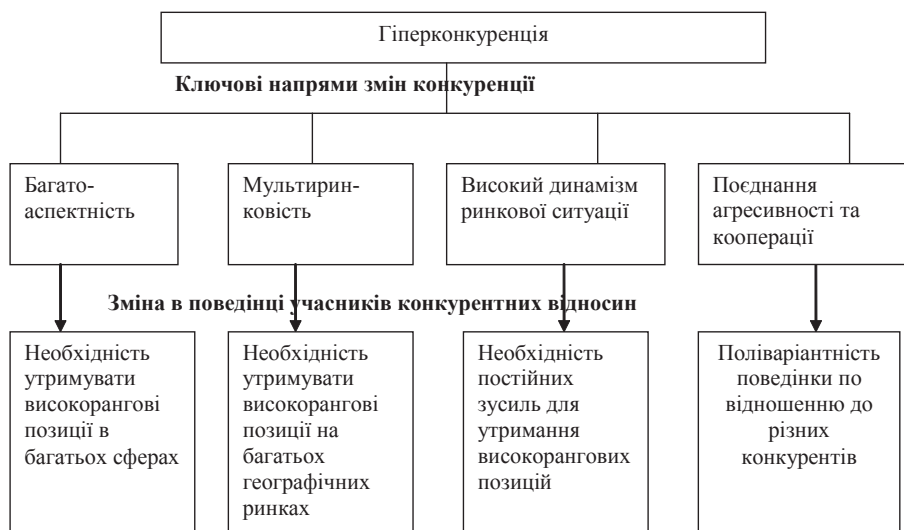 Гіперконкуренція
Ключові напрями змін конкуренції
Багато-
аспектність
Мультирин-
ковість
Високий динамізм
ринкової ситуації
Поєднання
агресивності та
кооперації
Зміна в поведінці учасників конкурентних відносин
Необхідність
утримувати
високорангові
позиції в
багатьох сферах
Необхідність
утримувати
високорангові
позиції на
багатьох
географічних
ринках
Необхідність
постійних
зусиль для
утримання
високорангових
позицій
Поліваріантність
поведінки по
відношенню до
різних
конкурентів